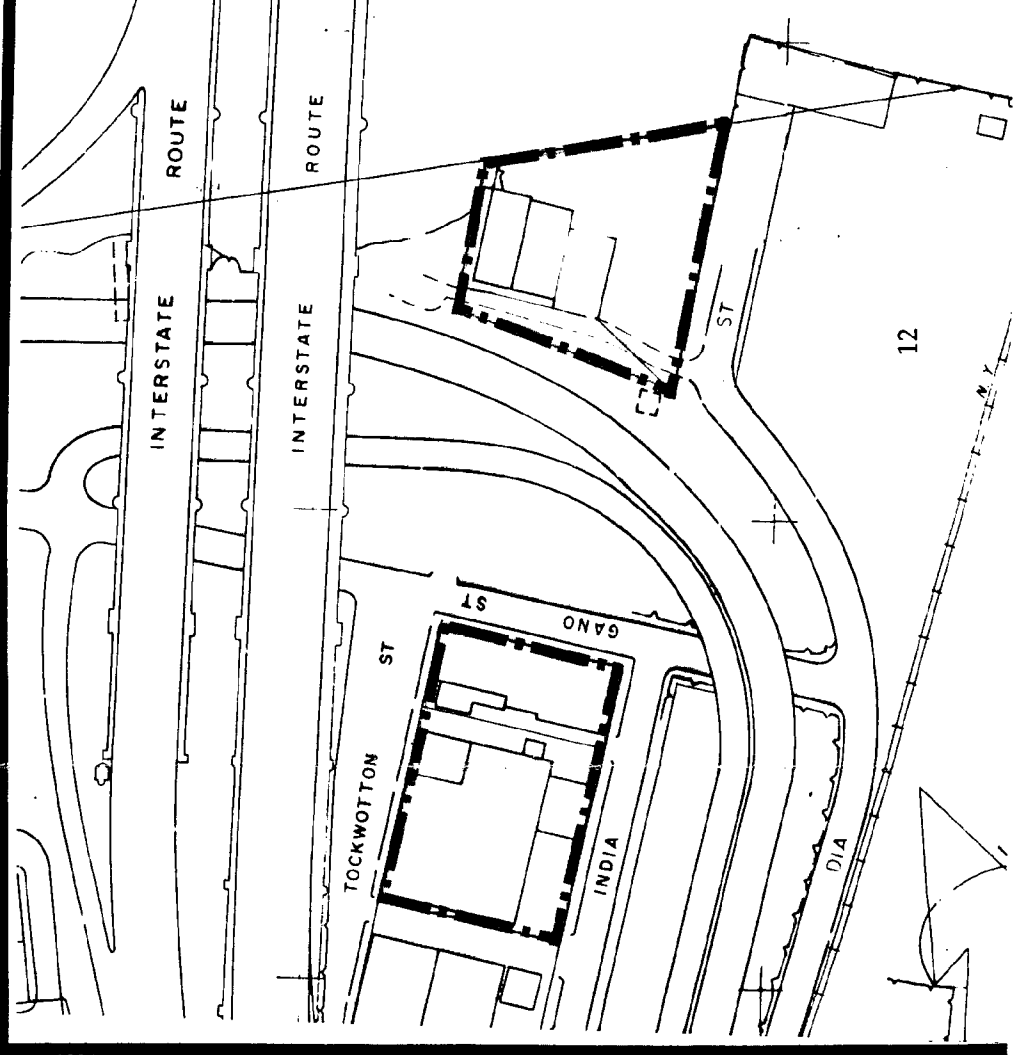 INTERSTATE ROUTE
INTERSTATE ROUTE
ST
12
N.Y.
GANO ST
ST
TOCKWOTTON
INDIA
DIA